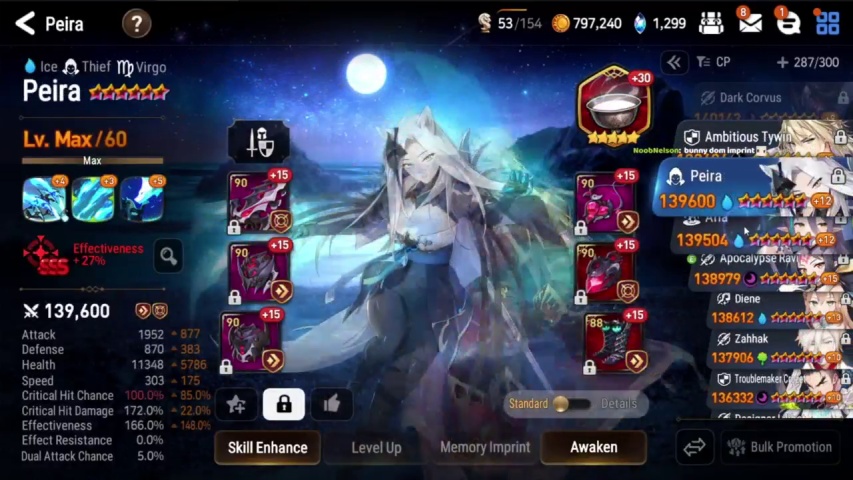 Peira
?
53/154
797,240
1,299
8
1
Ice Thief Virgo
Peira
Lv. Max/60
Max
+4
+3
+5
Effectiveness
+27%
SSS
139,600
Attack 1952 877
Defense 870 383
Health 11348 5786
Speed 303 175
Critical Hit Chance 100.0% 85.0%
Critical Hit Damage 172.0% 22.0%
Effectiveness 166.0% 148.0%
Effect Resistance 0.0%
Dual Attack Chance 5.0%
90 +15
90 +15
90 +15
+30
90 +15
90 +15
88 +15
Standard Details
Skill Enhance
Level Up
Memory Imprint
Awaken
CP
+ 287/300
Dark Corvus
Ambitious Tywin
NoobNelson: bunny dom imprint
Peira
139600 +12
139504 +12
Apocalypse Ravi
138979 +15
Diene
138612
Zahhak
137906
Troublemaker
136332
Bulk Promotion